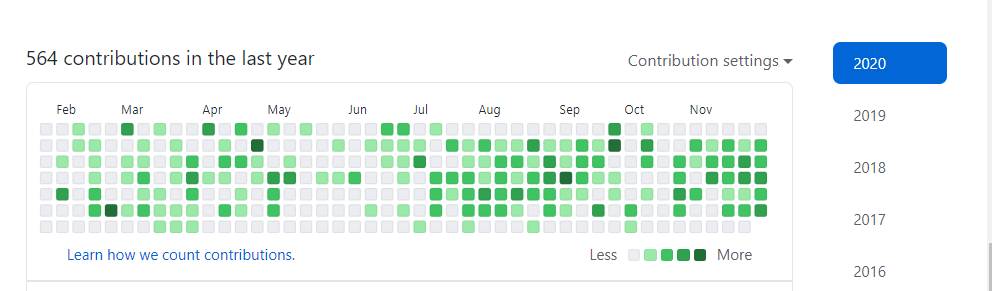 564 contributions in the last year
Contribution settings
Feb Mar Apr May Jun Jul Aug Sep Oct Nov
Learn how we count contributions.
Less More
2020
2019
2018
2017
2016